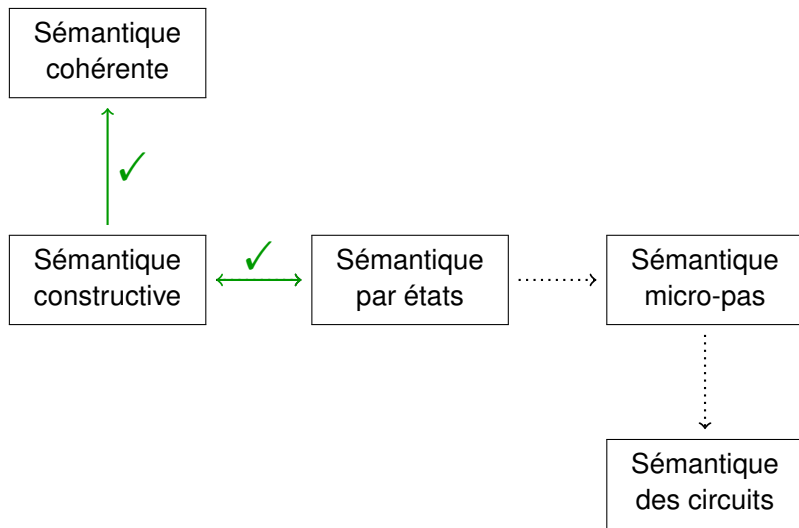 Sémantique
cohérente
✓
✓
Sémantique
constructive
Sémantique
par états
Sémantique
micro-pas
Sémantique
des circuits